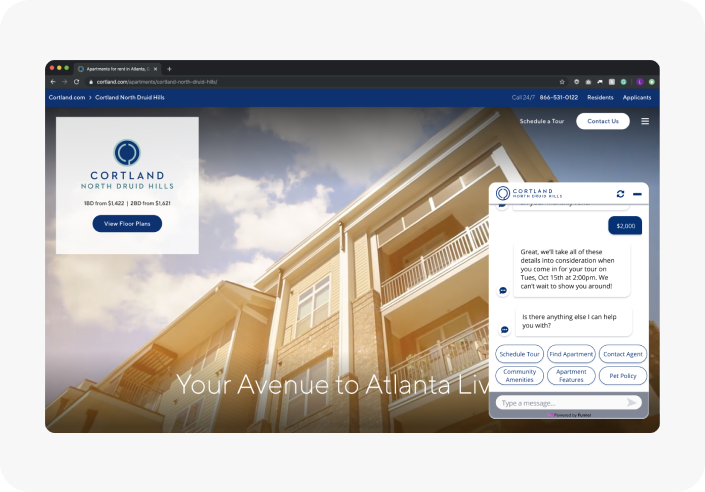 Apartments for rent in Atlanta, G
cortland.com/apartments/cortland-north-druid-hills/
Cortland.com > Cortland North Druid Hills
Call 24/7 866-531-0122 Residents Applicants
Schedule a Tour Contact Us
CORTLAND
NORTH DRUID HILLS
1BD from $1,422 | 2BD from $1,621
View Floor Plans
Your Avenue to Atlanta Liv
CORTLAND
NORTH DRUID HILLS
$2,000
Great, we'll take all of these
details into consideration when
you come in for your tour on
Tues, Oct 15th at 2:00pm. We
can't wait to show you around!
Is there anything else I can help
you with?
Schedule Tour Find Apartment Contact Agent
Community
Amenities
Apartment
Features
Pet Policy
Type a message...
Powered by Funnel